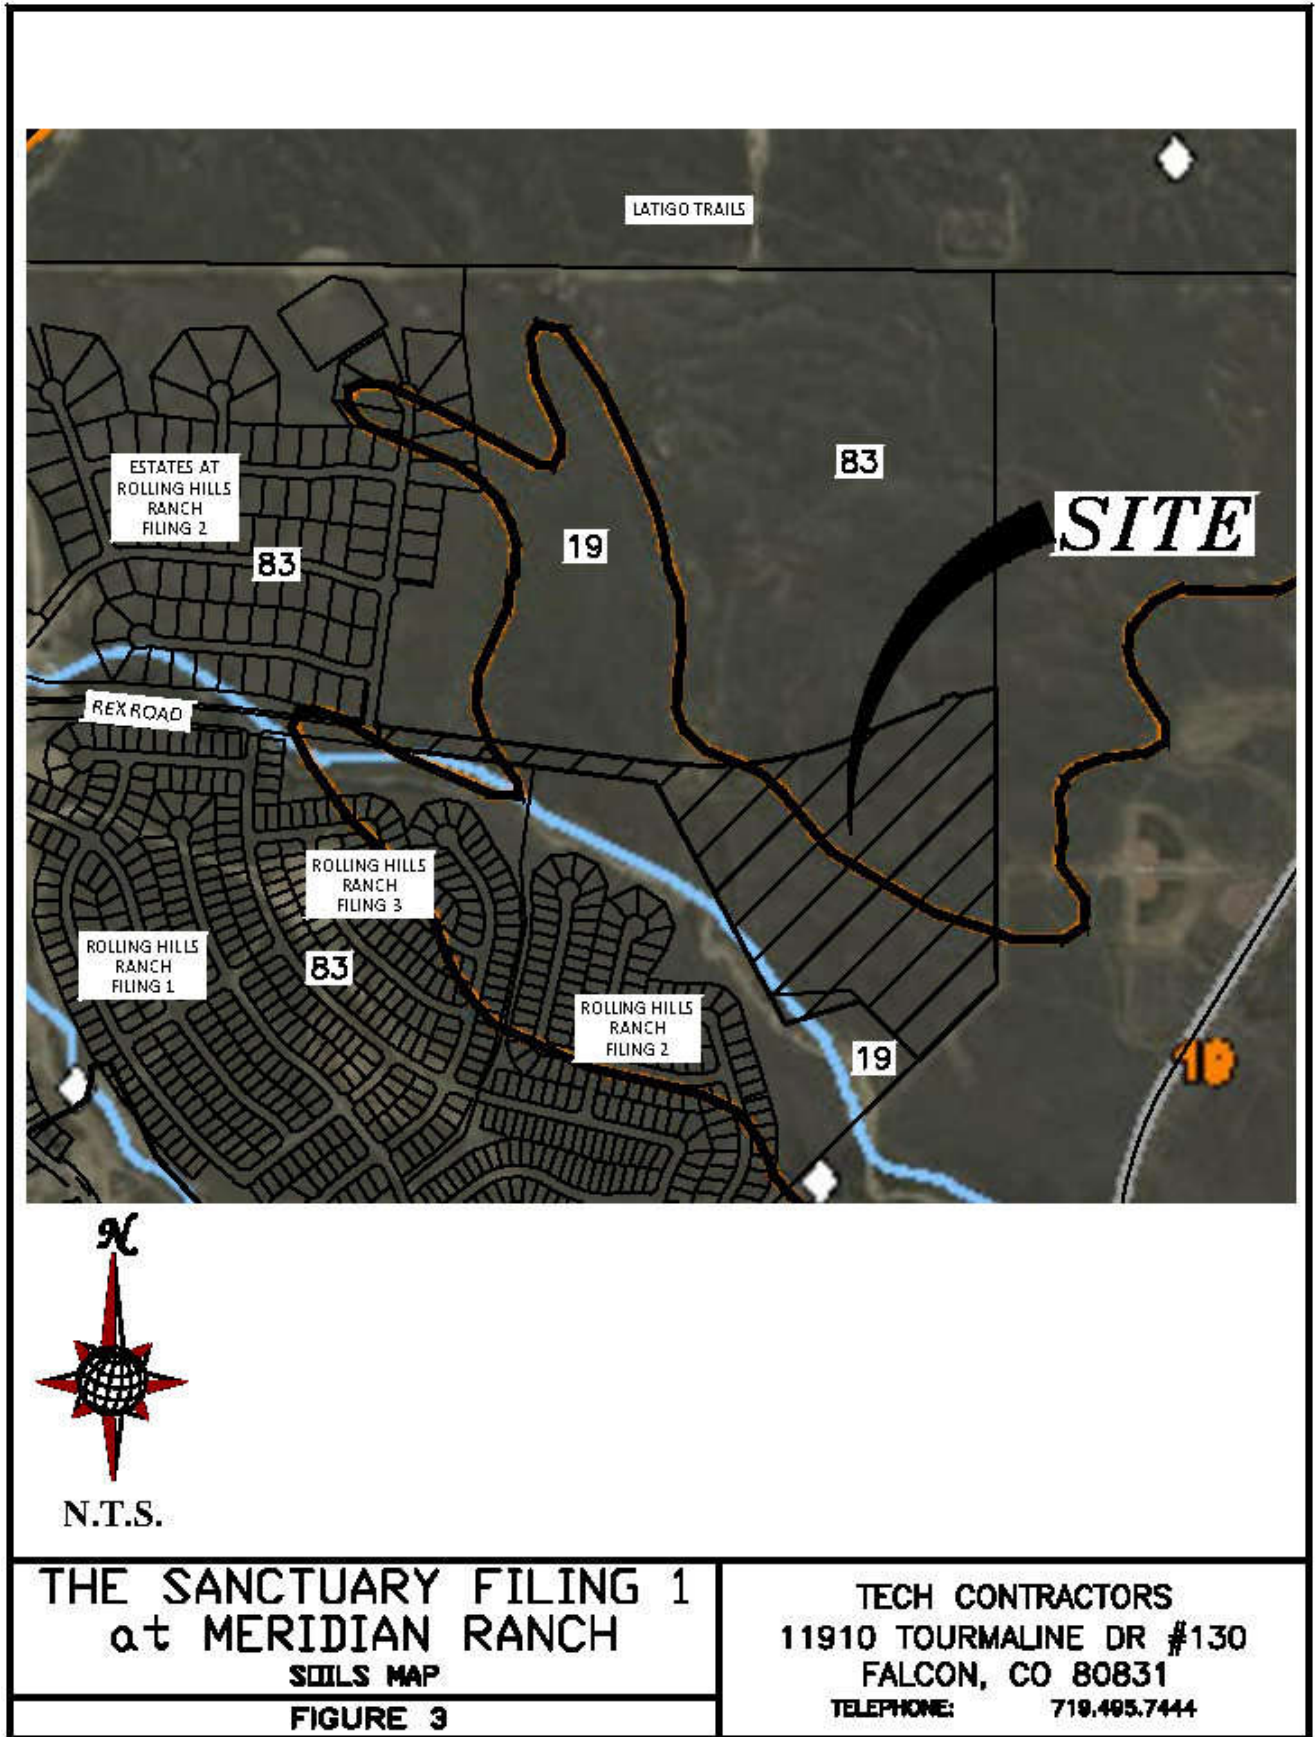 LATIGO TRAILS
83
SITE
ESTATES AT
ROLLING HILLS
RANCH
FILING 2
83
19
REX ROAD
ROLLING HILLS
RANCH
FILING 3
ROLLING HILLS
RANCH
FILING 1
83
ROLLING HILLS
RANCH
FILING 2
19
19
N
N.T.S.
THE SANCTUARY FILING 1
at MERIDIAN RANCH
SOILS MAP
FIGURE 3
TECH CONTRACTORS
11910 TOURMALINE DR #130
FALCON, CO 80831
TELEPHONE: 719.495.7444